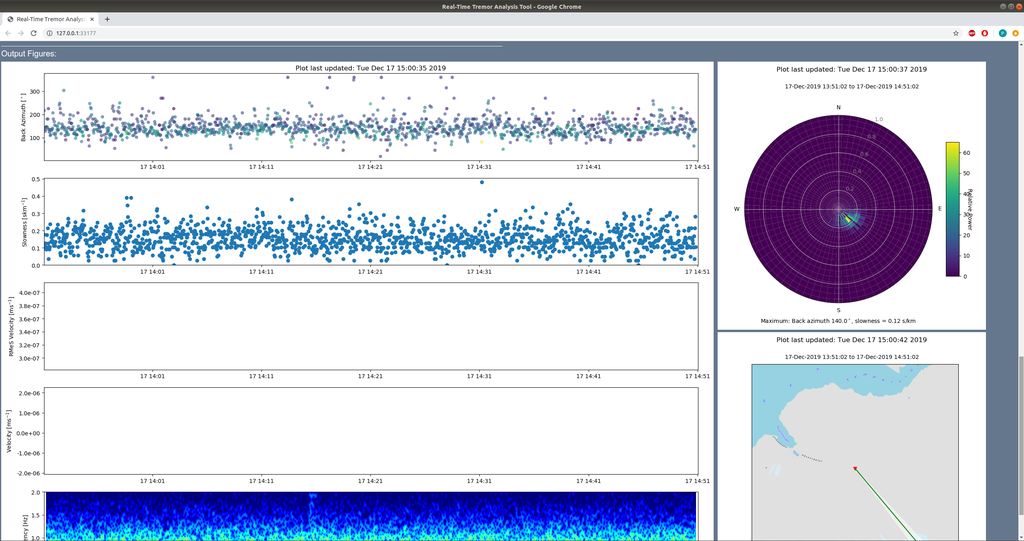 Real-Time Tremor Analysis Tool - Google Chrome
Real-Time Tremor Analys
127.0.0.1:33177
Output Figures:
Plot last updated: Tue Dec 17 15:00:35 2019
Back Azimuth [°]
300
200
100
17 14:01
17 14:11
17 14:21
17 14:31
17 14:41
17 14:51
Slowness [skm⁻¹]
0.5
0.4
0.3
0.2
0.1
0.0
17 14:01
17 14:11
17 14:21
17 14:31
17 14:41
17 14:51
RMeS Velocity [ms⁻¹]
4.0e-07
3.8e-07
3.6e-07
3.4e-07
3.2e-07
3.0e-07
17 14:01
17 14:11
17 14:21
17 14:31
17 14:41
17 14:51
Velocity [ms⁻¹]
2.0e-06
1.0e-06
0.0e+00
-1.0e-06
-2.0e-06
17 14:01
17 14:11
17 14:21
17 14:31
17 14:41
17 14:51
ncy [Hz]
2.0
1.5
1.0
Plot last updated: Tue Dec 17 15:00:37 2019
17-Dec-2019 13:51:02 to 17-Dec-2019 14:51:02
N
1.0
0.8
0.6
0.4
0.2
W
E
S
60
50
40
30
20
10
0
Relative Power
Maximum: Back azimuth 140.0°, slowness = 0.12 s/km
Plot last updated: Tue Dec 17 15:00:42 2019
17-Dec-2019 13:51:02 to 17-Dec-2019 14:51:02